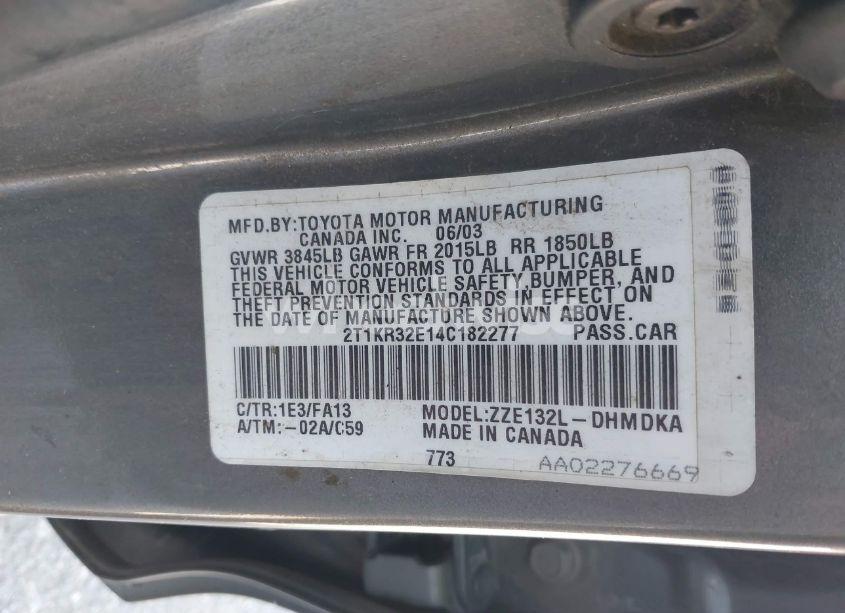 MFD.BY:TOYOTA MOTOR MANUFACTURING
CANADA INC. 06/03
GVWR 3845LB GAWR FR 2015LB RR 1850LB
THIS VEHICLE CONFORMS TO ALL APPLICABLE
FEDERAL MOTOR VEHICLE SAFETY,BUMPER, AND
THEFT PREVENTION STANDARDS IN EFFECT ON
THE DATE OF MANUFACTURE SHOWN ABOVE.
2T1KR32E14C182277 PASS.CAR
C/TR:1E3/FA13 MODEL:ZZE132L-DHMDKA
A/TM:-02A/C59 MADE IN CANADA
773 AA02276669